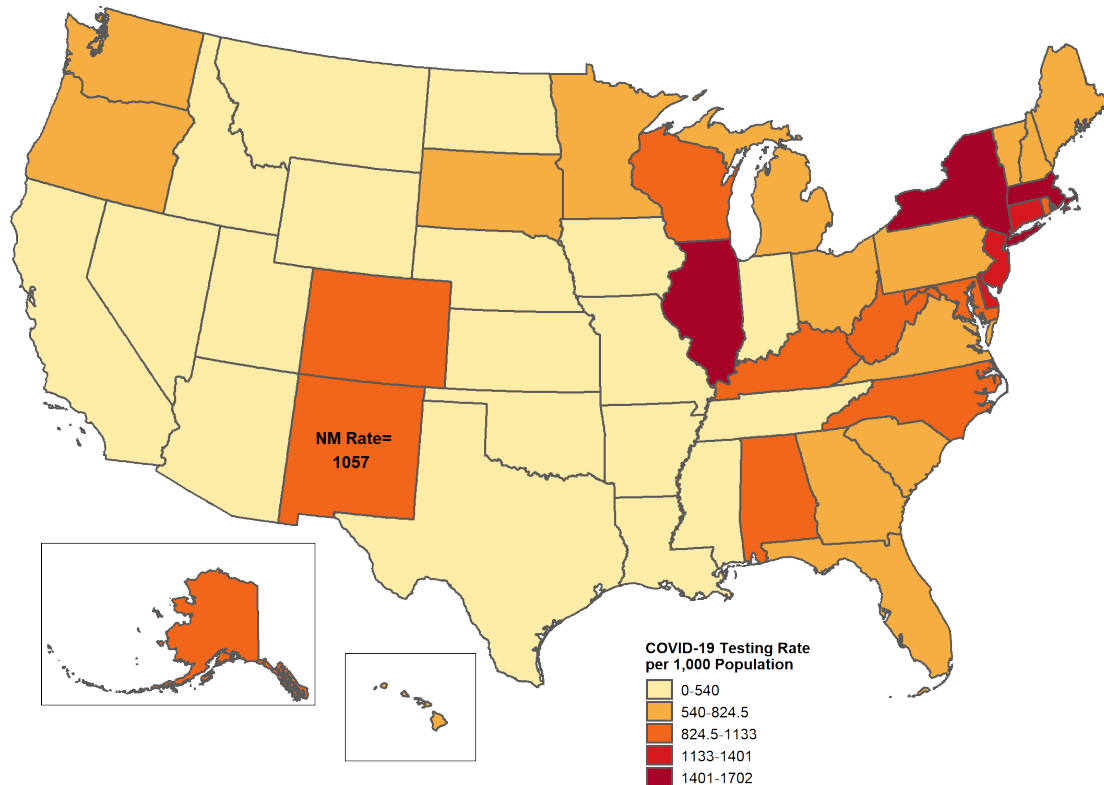 NM Rate=
1057
COVID-19 Testing Rate
per 1,000 Population
0-540
540-824.5
824.5-1133
1133-1401
1401-1702